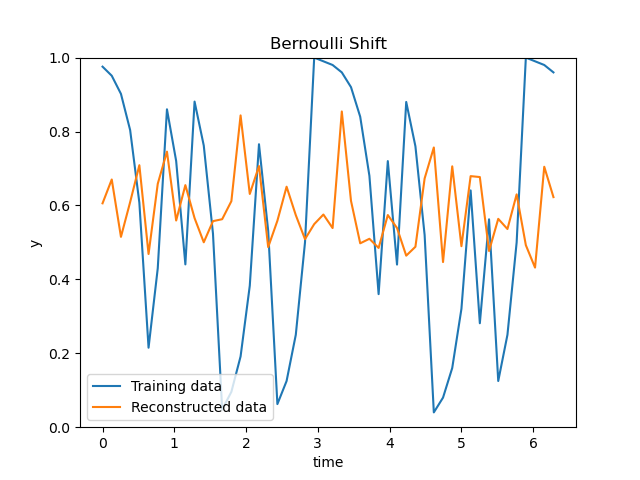 Bernoulli Shift
1.0
0.8
0.6
0.4
0.2
0.0
y
Training data
Reconstructed data
0 1 2 3 4 5 6
time